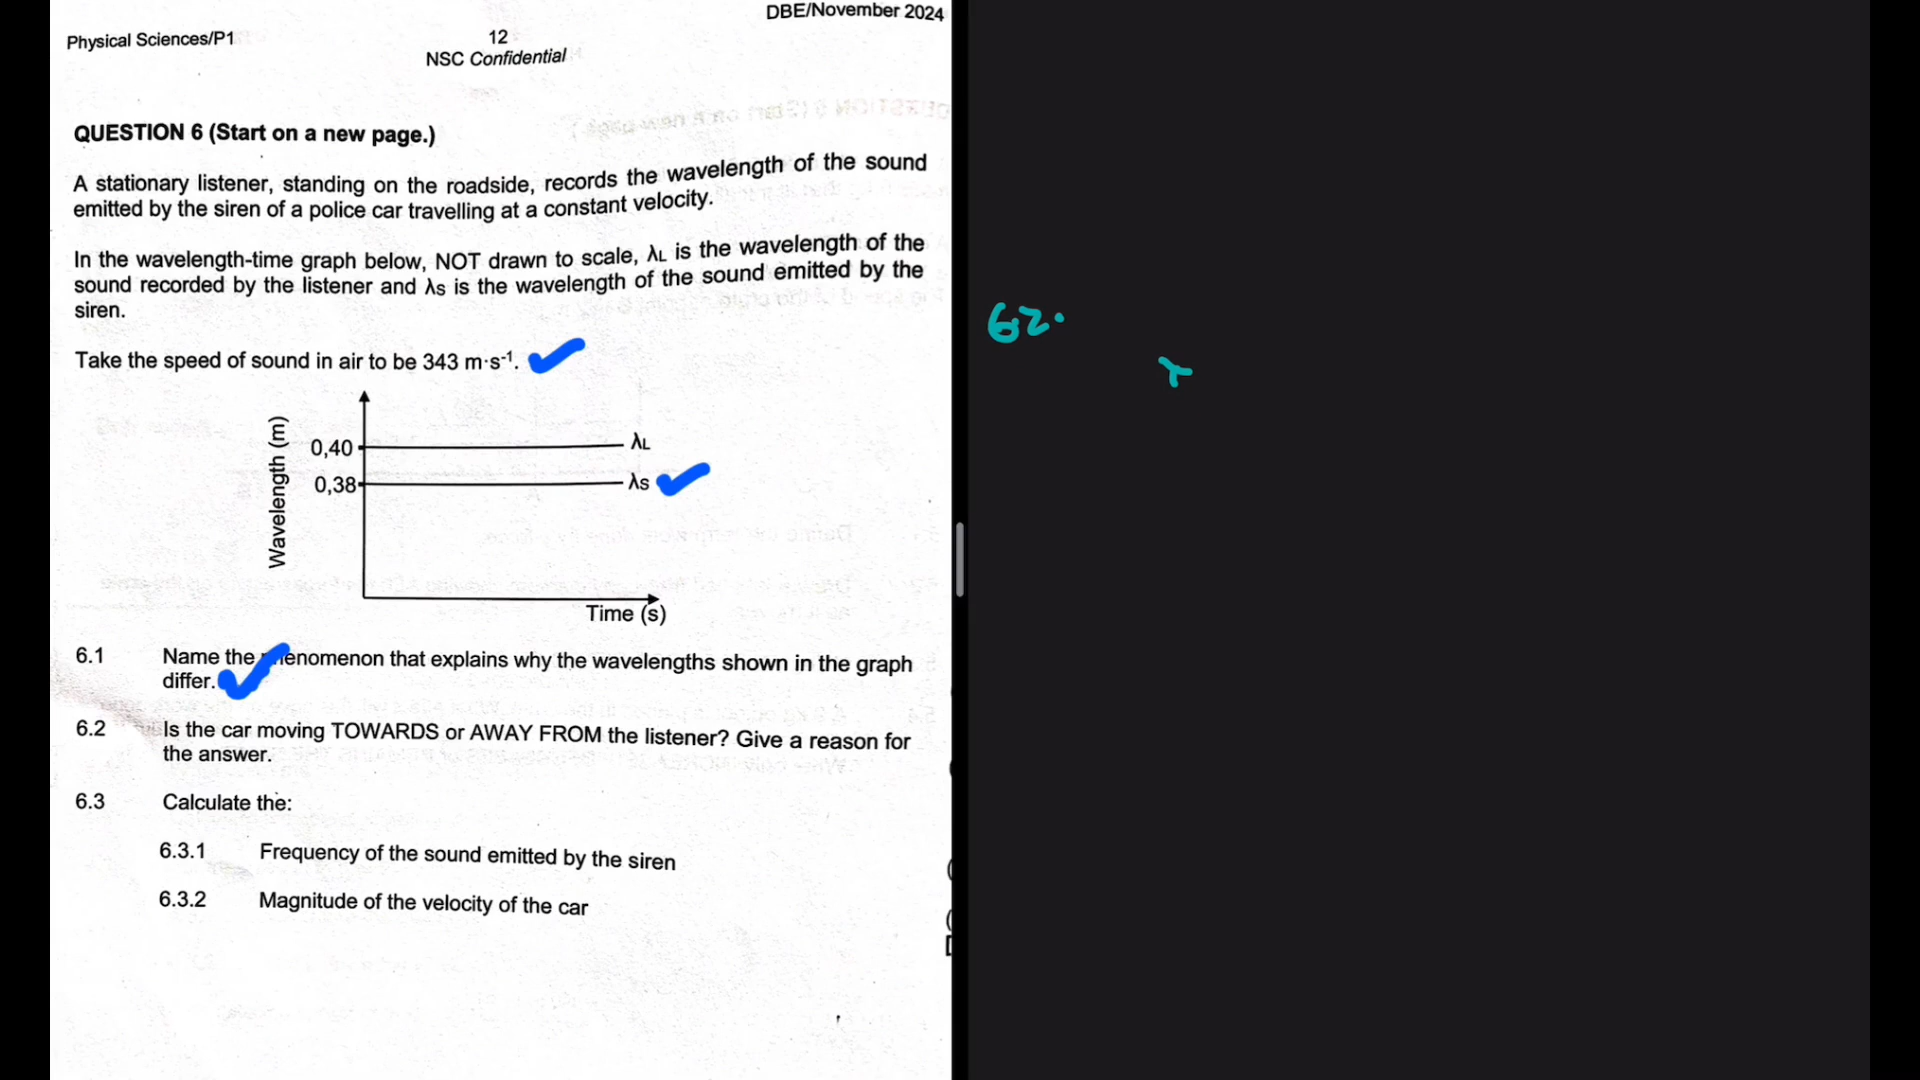 DBE/November 2024
Physical Sciences/P1
12
NSC Confidential
QUESTION 6 (Start on a new page.)
A stationary listener, standing on the roadside, records the wavelength of the sound
emitted by the siren of a police car travelling at a constant velocity.
In the wavelength-time graph below, NOT drawn to scale, λL is the wavelength of the
sound recorded by the listener and λs is the wavelength of the sound emitted by the
siren.
Take the speed of sound in air to be 343 m·s⁻¹.
Wavelength (m)
0,40
λL
0,38
λs
Time (s)
6.1 Name the phenomenon that explains why the wavelengths shown in the graph
differ.
6.2 Is the car moving TOWARDS or AWAY FROM the listener? Give a reason for
the answer.
6.3 Calculate the:
6.3.1 Frequency of the sound emitted by the siren
6.3.2 Magnitude of the velocity of the car
62.